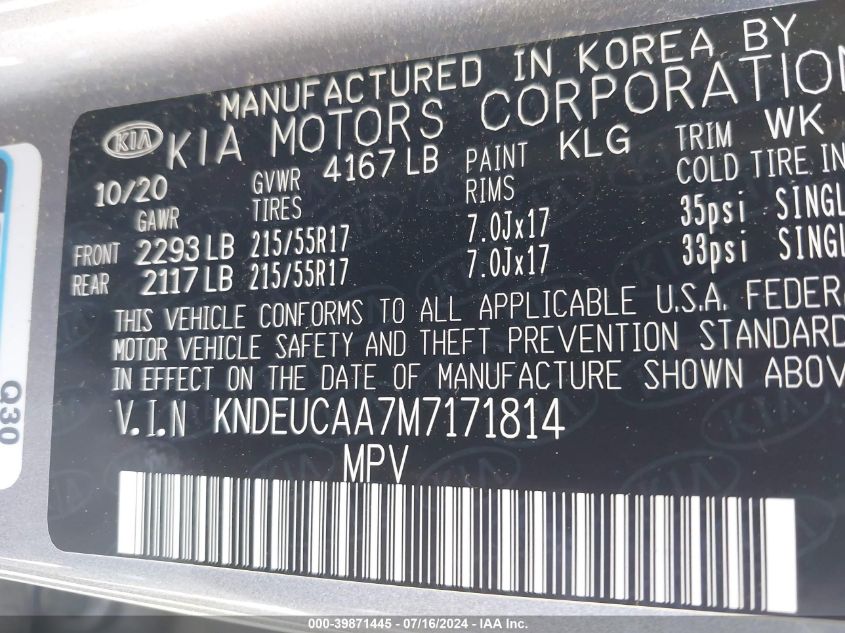 MANUFACTURED IN KOREA BY
KIA KIA MOTORS CORPORATION
10/20 GVWR 4167 LB PAINT KLG TRIM WK
GAWR TIRES RIMS COLD TIRE IN
FRONT 2293 LB 215/55R17 7.0Jx17 35psi SINGL
REAR 2117 LB 215/55R17 7.0Jx17 33psi SINGL
THIS VEHICLE CONFORMS TO ALL APPLICABLE U.S.A. FEDERA
MOTOR VEHICLE SAFETY AND THEFT PREVENTION STANDARD
IN EFFECT ON THE DATE OF MANUFACTURE SHOWN ABOV
V.I.N KNDEUCAA7M7171814
MPV
Q30
000-39871445 - 07/16/2024 - IAA Inc.